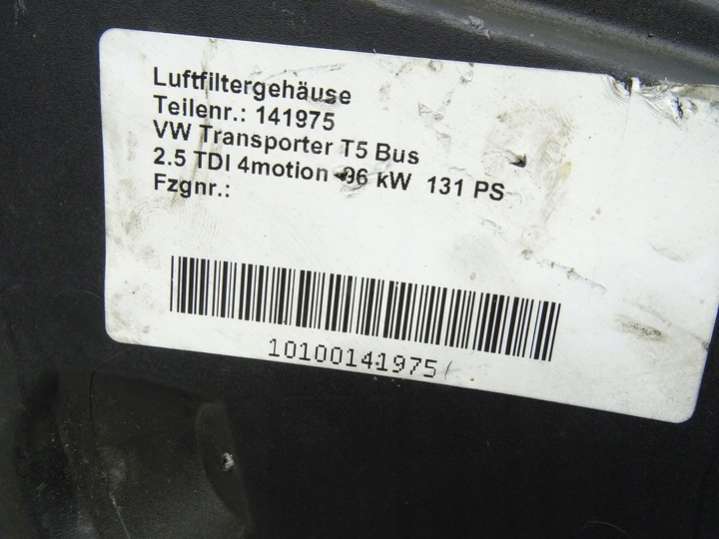 Luftfiltergehäuse
Teilenr.: 141975
VW Transporter T5 Bus
2.5 TDI 4motion 96 kW 131 PS
Fzgnr.:
10100141975